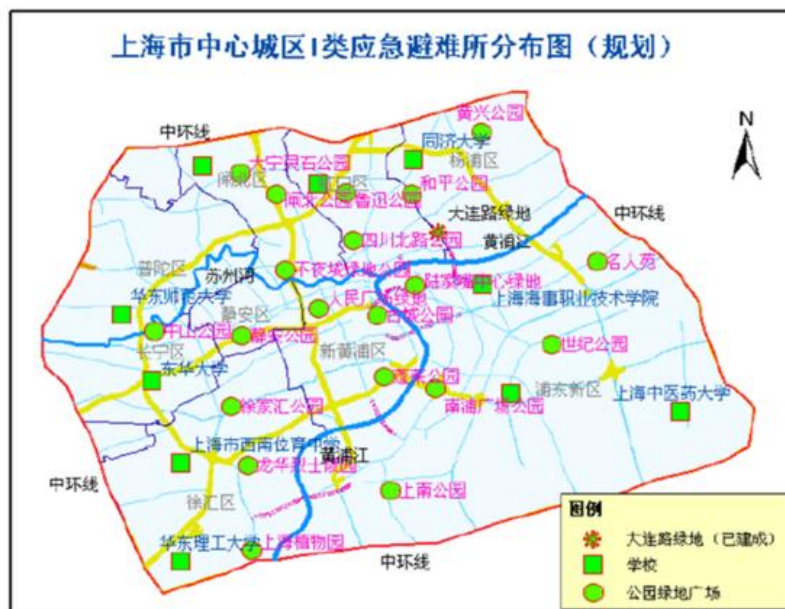 上海市中心城区I类应急避难所分布图（规划）
N
黄兴公园
中环线
同济大学
大宁灵石公园
杨浦区
闸北区
闸北公园
鲁迅公园
和平公园
大连路绿地
中环线
四川北路公园
黄浦江
名人苑
普陀区
苏州河
不夜城绿地公园
陆家嘴中心绿地
华东师范大学
上海海事职业技术学院
人民广场绿地
静安区
古城公园
中山公园
静安公园
世纪公园
长宁区
新黄浦区
东华大学
蓬莱公园
浦东新区
上海中医药大学
南浦广场公园
徐家汇公园
上海市西南位育中学
黄浦江
龙华烈士陵园
中环线
上南公园
徐汇区
华东理工大学
上海植物园
中环线
图例
大连路绿地（已建成）
学校
公园绿地广场